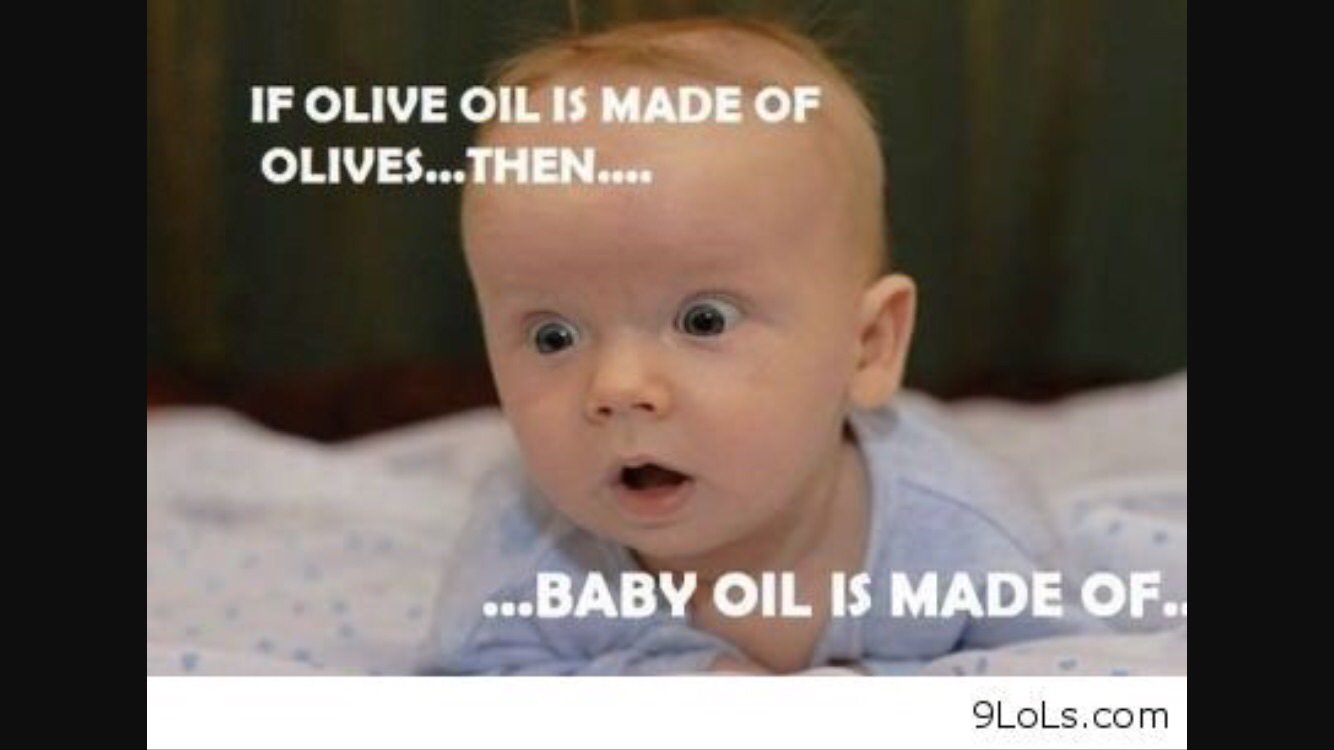 IF OLIVE OIL IS MADE OF
OLIVES...THEN....
...BABY OIL IS MADE OF..
9LoLs.com